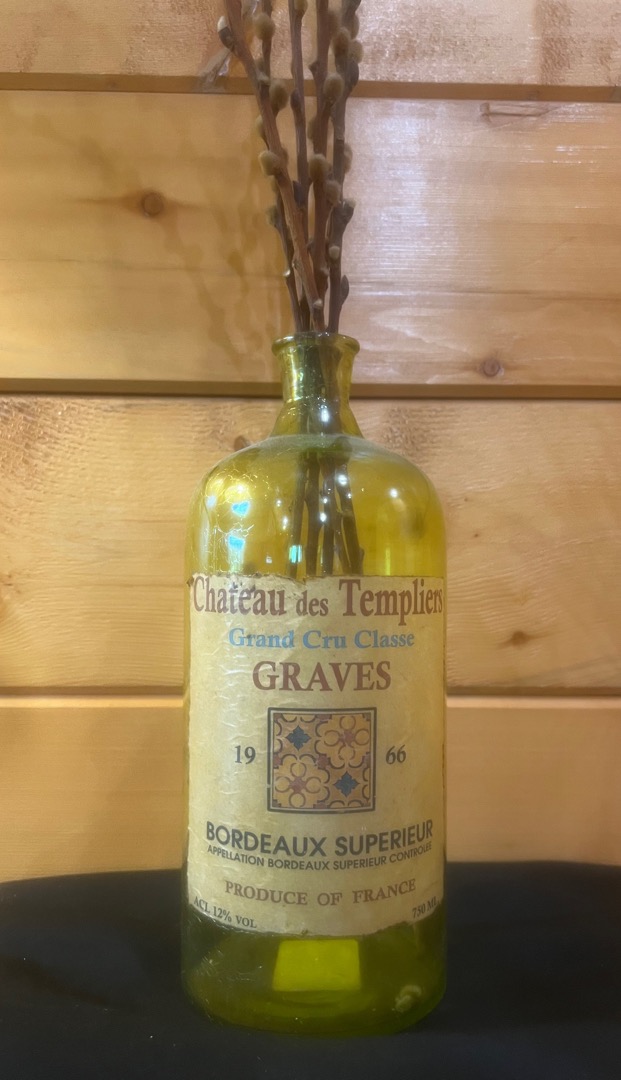 Chateau des Templiers
Grand Cru Classe
GRAVES
19 66
BORDEAUX SUPERIEUR
APPELLATION BORDEAUX SUPERIEUR CONTROLEE
PRODUCE OF FRANCE
ACL 12% VOL 750 ML